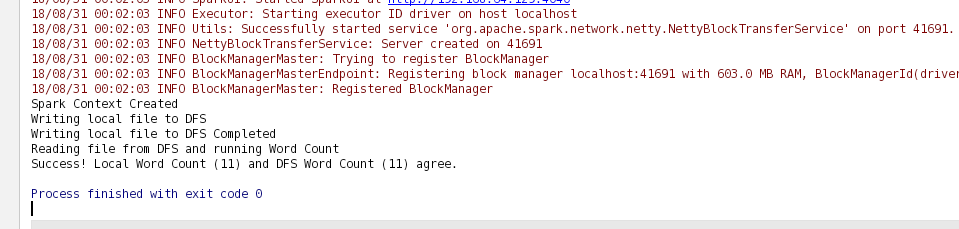 18/08/31 00:02:03 INFO SparkUI: Started SparkUI at http://192.168.64.129:4040
18/08/31 00:02:03 INFO Executor: Starting executor ID driver on host localhost
18/08/31 00:02:03 INFO Utils: Successfully started service 'org.apache.spark.network.netty.NettyBlockTransferService' on port 41691.
18/08/31 00:02:03 INFO NettyBlockTransferService: Server created on 41691
18/08/31 00:02:03 INFO BlockManagerMaster: Trying to register BlockManager
18/08/31 00:02:03 INFO BlockManagerMasterEndpoint: Registering block manager localhost:41691 with 603.0 MB RAM, BlockManagerId(driver
18/08/31 00:02:03 INFO BlockManagerMaster: Registered BlockManager
Spark Context Created
Writing local file to DFS
Writing local file to DFS Completed
Reading file from DFS and running Word Count
Success! Local Word Count (11) and DFS Word Count (11) agree.
Process finished with exit code 0